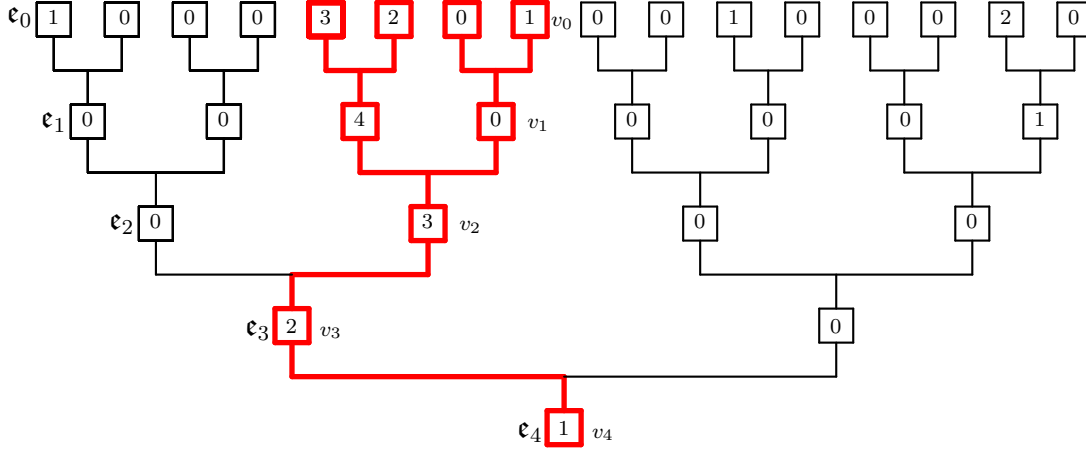 𝔢₀ 1 0 0 0 3 2 0 1 v₀ 0 0 1 0 0 0 2 0
𝔢₁ 0 0 4 0 v₁ 0 0 0 1
𝔢₂ 0 3 v₂ 0 0
𝔢₃ 2 v₃ 0
𝔢₄ 1 v₄